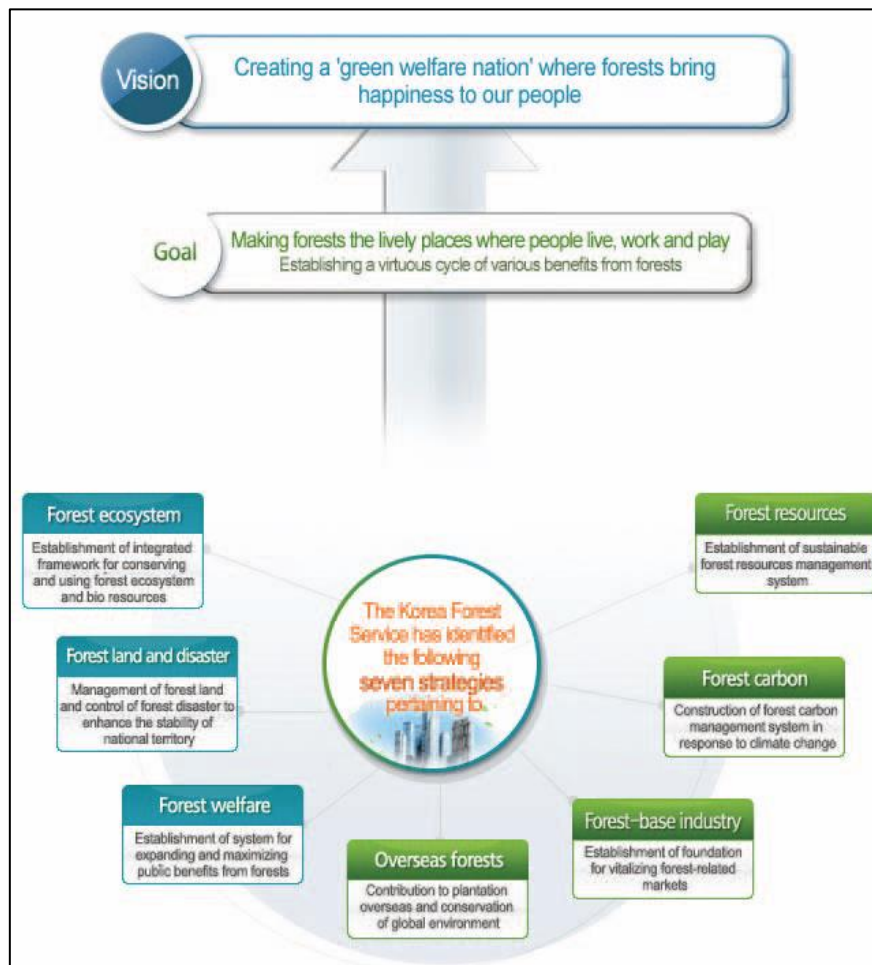 Vision
Creating a 'green welfare nation' where forests bring
happiness to our people
Goal
Making forests the lively places where people live, work and play
Establishing a virtuous cycle of various benefits from forests
Forest ecosystem
Establishment of integrated
framework for conserving
and using forest ecosystem
and bio resources
Forest land and disaster
Management of forest land
and control of forest disaster to
enhance the stability of
national territory
Forest welfare
Establishment of system for
expanding and maximizing
public benefits from forests
The Korea Forest
Service has identified
the following
seven strategies
pertaining to
Overseas forests
Contribution to plantation
overseas and conservation
of global environment
Forest resources
Establishment of sustainable
forest resources management
system
Forest carbon
Construction of forest carbon
management system in
response to climate change
Forest-base industry
Establishment of foundation
for vitalizing forest-related
markets